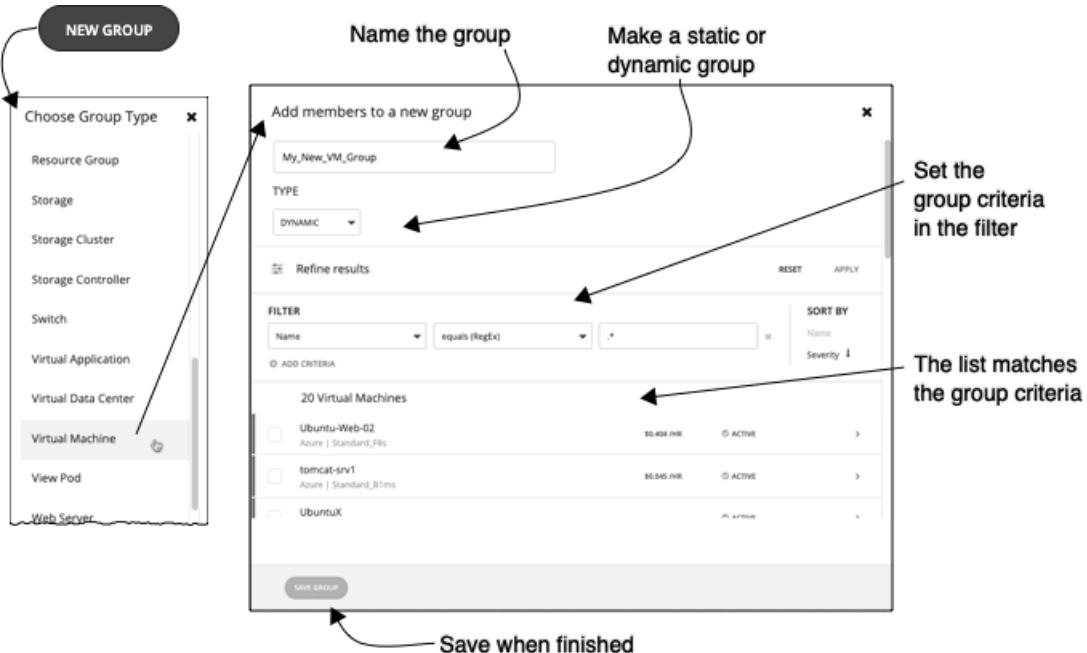 NEW GROUP
Name the group
Make a static or
dynamic group
Choose Group Type
Resource Group
Storage
Storage Cluster
Storage Controller
Switch
Virtual Application
Virtual Data Center
Virtual Machine
View Pod
Web Server
Add members to a new group
My_New_VM_Group
TYPE
DYNAMIC
Refine results
RESET
APPLY
FILTER
Name
equals (RegEx)
.*
ADD CRITERIA
SORT BY
Name
Severity
20 Virtual Machines
Ubuntu-Web-02
Azure | Standard_F8s
$0.404 /HR
ACTIVE
tomcat-srv1
Azure | Standard_B1ms
$0.045 /HR
ACTIVE
UbuntuX
ACTIVE
SAVE GROUP
Set the
group criteria
in the filter
The list matches
the group criteria
Save when finished